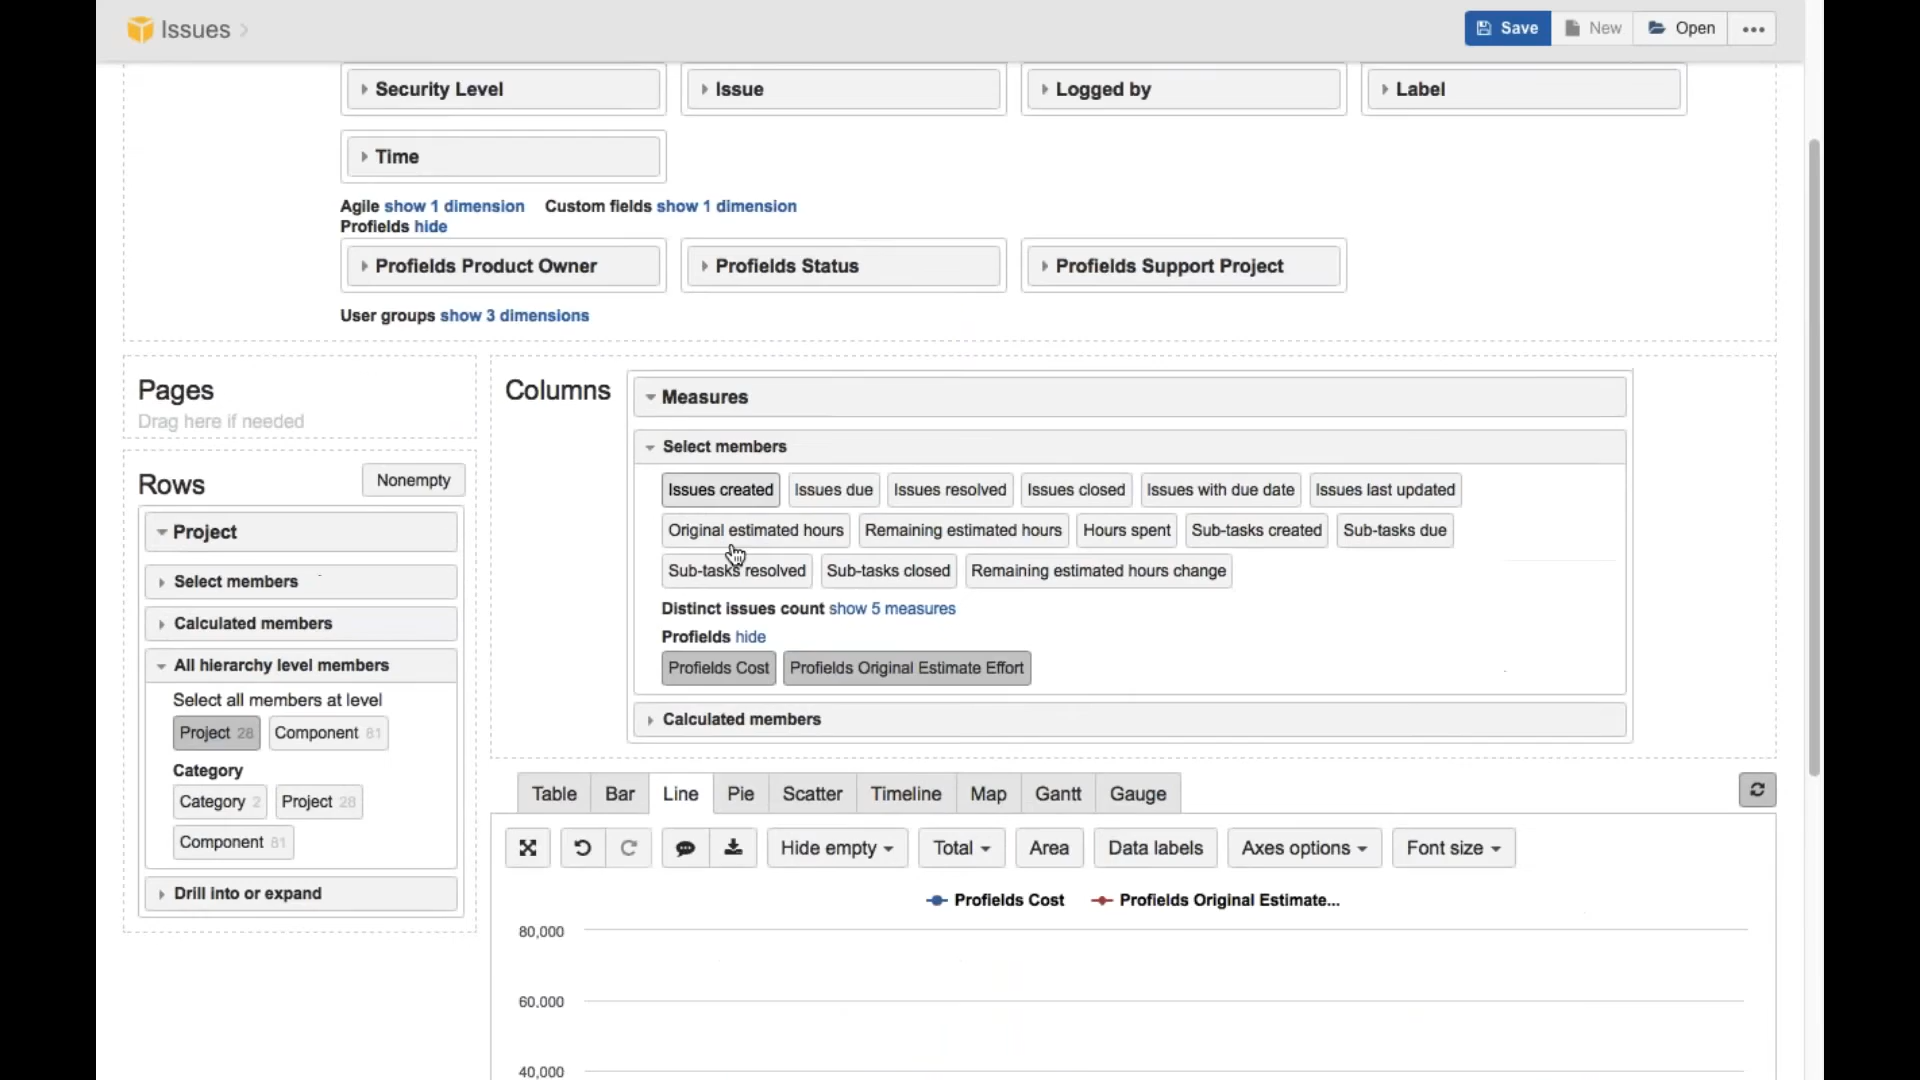 Issues
Save New Open
Security Level Issue Logged by Label
Time
Agile show 1 dimension Custom fields show 1 dimension
Profields hide
Profields Product Owner Profields Status Profields Support Project
User groups show 3 dimensions
Pages
Drag here if needed
Rows Nonempty
Project
Select members
Calculated members
All hierarchy level members
Select all members at level
Project 28 Component 81
Category
Category 2 Project 28
Component 81
Drill into or expand
Columns
Measures
Select members
Issues created Issues due Issues resolved Issues closed Issues with due date Issues last updated
Original estimated hours Remaining estimated hours Hours spent Sub-tasks created Sub-tasks due
Sub-tasks resolved Sub-tasks closed Remaining estimated hours change
Distinct issues count show 5 measures
Profields hide
Profields Cost Profields Original Estimate Effort
Calculated members
Table Bar Line Pie Scatter Timeline Map Gantt Gauge
Hide empty Total Area Data labels Axes options Font size
Profields Cost Profields Original Estimate...
80,000
60,000
40,000